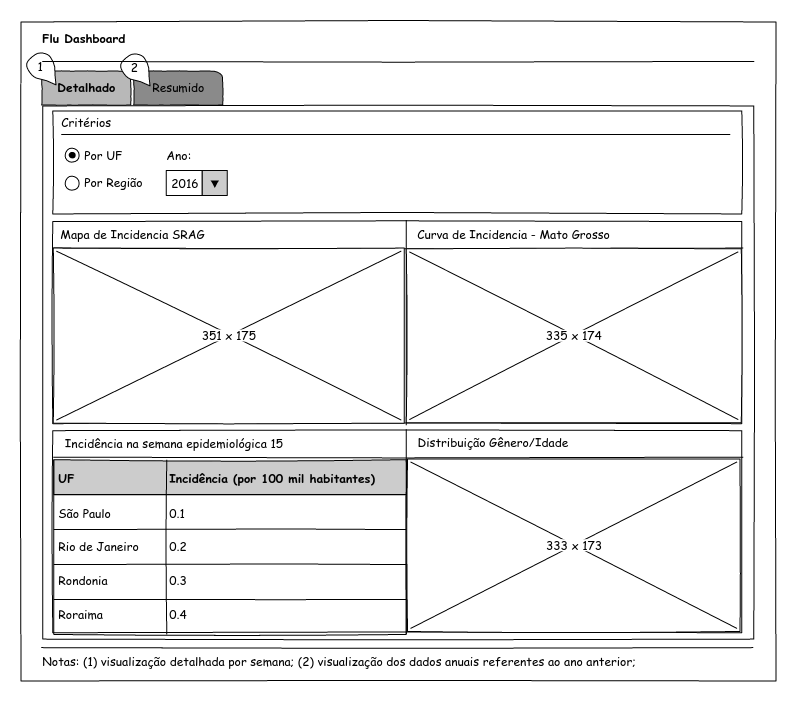 Flu Dashboard
1
2
Detalhado
Resumido
Critérios
Por UF
Ano:
Por Região
2016
Mapa de Incidencia SRAG
Curva de Incidencia - Mato Grosso
351 x 175
335 x 174
Incidência na semana epidemiológica 15
Distribuição Gênero/Idade
UF
Incidência (por 100 mil habitantes)
São Paulo
0.1
Rio de Janeiro
0.2
Rondonia
0.3
Roraima
0.4
333 x 173
Notas: (1) visualização detalhada por semana; (2) visualização dos dados anuais referentes ao ano anterior;